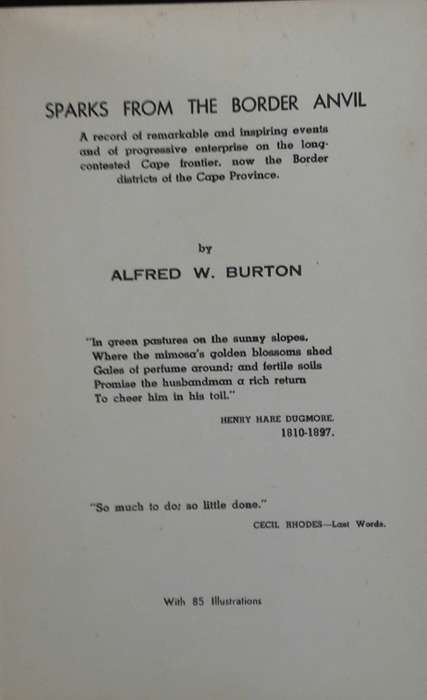 SPARKS FROM THE BORDER ANVIL
A record of remarkable and inspiring events
and of progressive enterprise on the long-
contested Cape frontier, now the Border
districts of the Cape Province.
by
ALFRED W. BURTON
"In green pastures on the sunny slopes,
Where the mimosa's golden blossoms shed
Gales of perfume around; and fertile soils
Promise the husbandman a rich return
To cheer him in his toil."
HENRY HARE DUGMORE.
1810-1897.
"So much to do; so little done."
CECIL RHODES—Last Words.
With 85 Illustrations